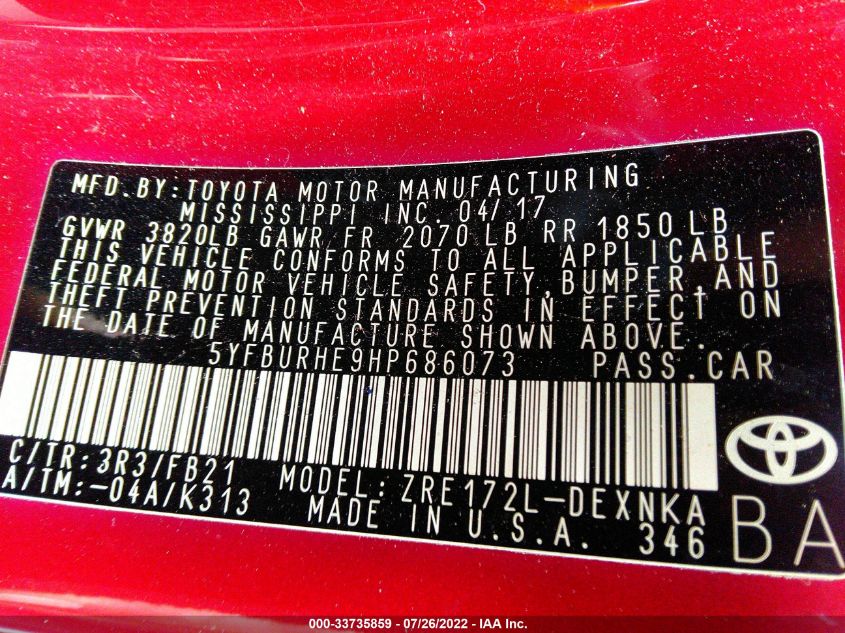 MFD.BY:TOYOTA MOTOR MANUFACTURING
MISSISSIPPI INC. 04/17
GVWR 3820LB GAWR FR 2070 LB RR 1850 LB
THIS VEHICLE CONFORMS TO ALL APPLICABLE
FEDERAL MOTOR VEHICLE SAFETY,BUMPER,AND
THEFT PREVENTION STANDARDS IN EFFECT ON
THE DATE OF MANUFACTURE SHOWN ABOVE.
5YFBURHE9HP686073 PASS.CAR
C/TR:3R3/FB21 MODEL:ZRE172L-DEXNKA
A/TM:-04A/K313 MADE IN U.S.A. 346
BA
000-33735859 - 07/26/2022 - IAA Inc.